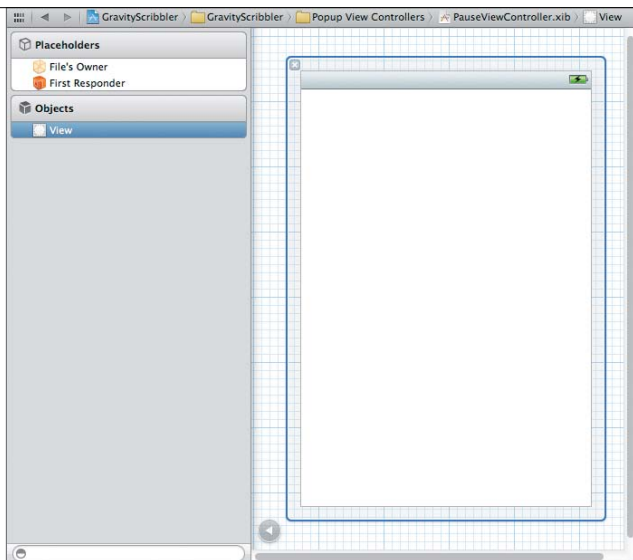 GravityScribbler GravityScribbler Popup View Controllers PauseViewController.xib View
Placeholders
File's Owner
First Responder
Objects
View